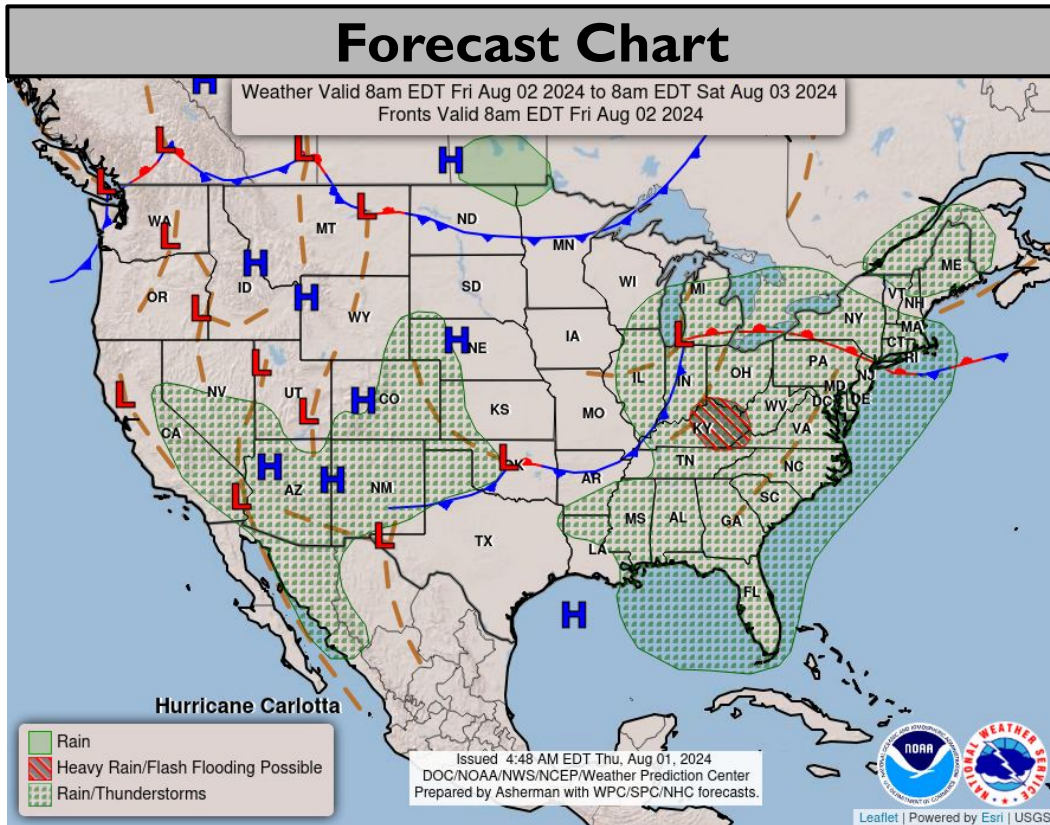 Forecast Chart
Weather Valid 8am EDT Fri Aug 02 2024 to 8am EDT Sat Aug 03 2024
Fronts Valid 8am EDT Fri Aug 02 2024
H
L
L
H
L
L
ND
WA
MT
MN
L
H
ID
ME
OR
SD
WI
MI
H
VT
NH
L
WY
NY
MA
IA
L
CT
RI
H
NE
PA
L
NJ
OH
IL
IN
NV
UT
MD
DE
L
H
CO
KS
MO
WV
DC
L
VA
CA
KY
TN
L
OK
NC
H
H
AZ
NM
AR
SC
L
MS
AL
GA
L
TX
LA
FL
H
Hurricane Carlotta
Rain
Heavy Rain/Flash Flooding Possible
Rain/Thunderstorms
Issued 4:48 AM EDT Thu, Aug 01, 2024
DOC/NOAA/NWS/NCEP/Weather Prediction Center
Prepared by Asherman with WPC/SPC/NHC forecasts.
NOAA
NATIONAL WEATHER SERVICE
Leaflet | Powered by Esri | USGS